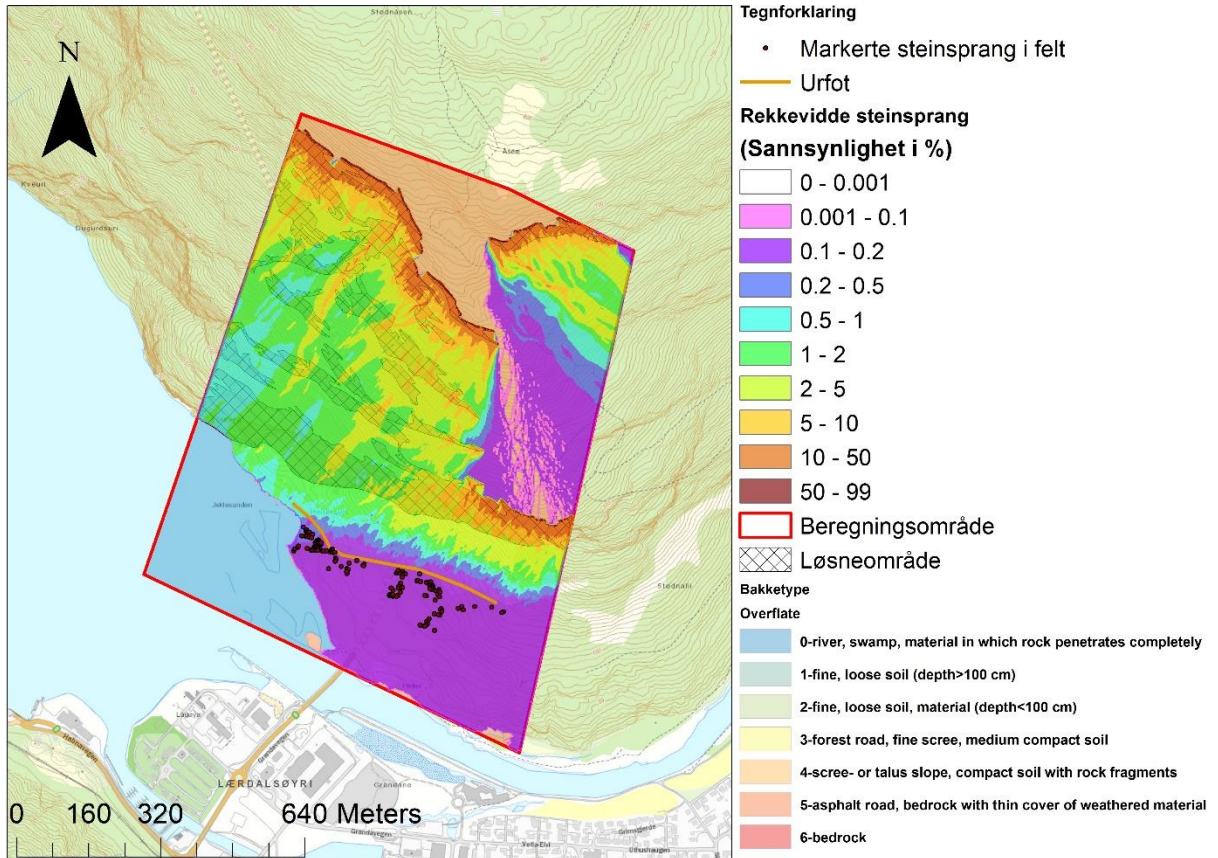 Tegnforklaring
Markerte steinsprang i felt
Urfot
Rekkevidde steinsprang
(Sannsynlighet i %)
0 - 0.001
0.001 - 0.1
0.1 - 0.2
0.2 - 0.5
0.5 - 1
1 - 2
2 - 5
5 - 10
10 - 50
50 - 99
Beregningsområde
Løsneområde
Bakketype
Overflate
0-river, swamp, material in which rock penetrates completely
1-fine, loose soil (depth>100 cm)
2-fine, loose soil, material (depth<100 cm)
3-forest road, fine scree, medium compact soil
4-scree- or talus slope, compact soil with rock fragments
5-asphalt road, bedrock with thin cover of weathered material
6-bedrock
N
Stødnåsen
Åsen
Jektesanden
Grandavegen
LÆRDALSØYRI
Grandane
Grandavegen
0 160 320 640 Meters